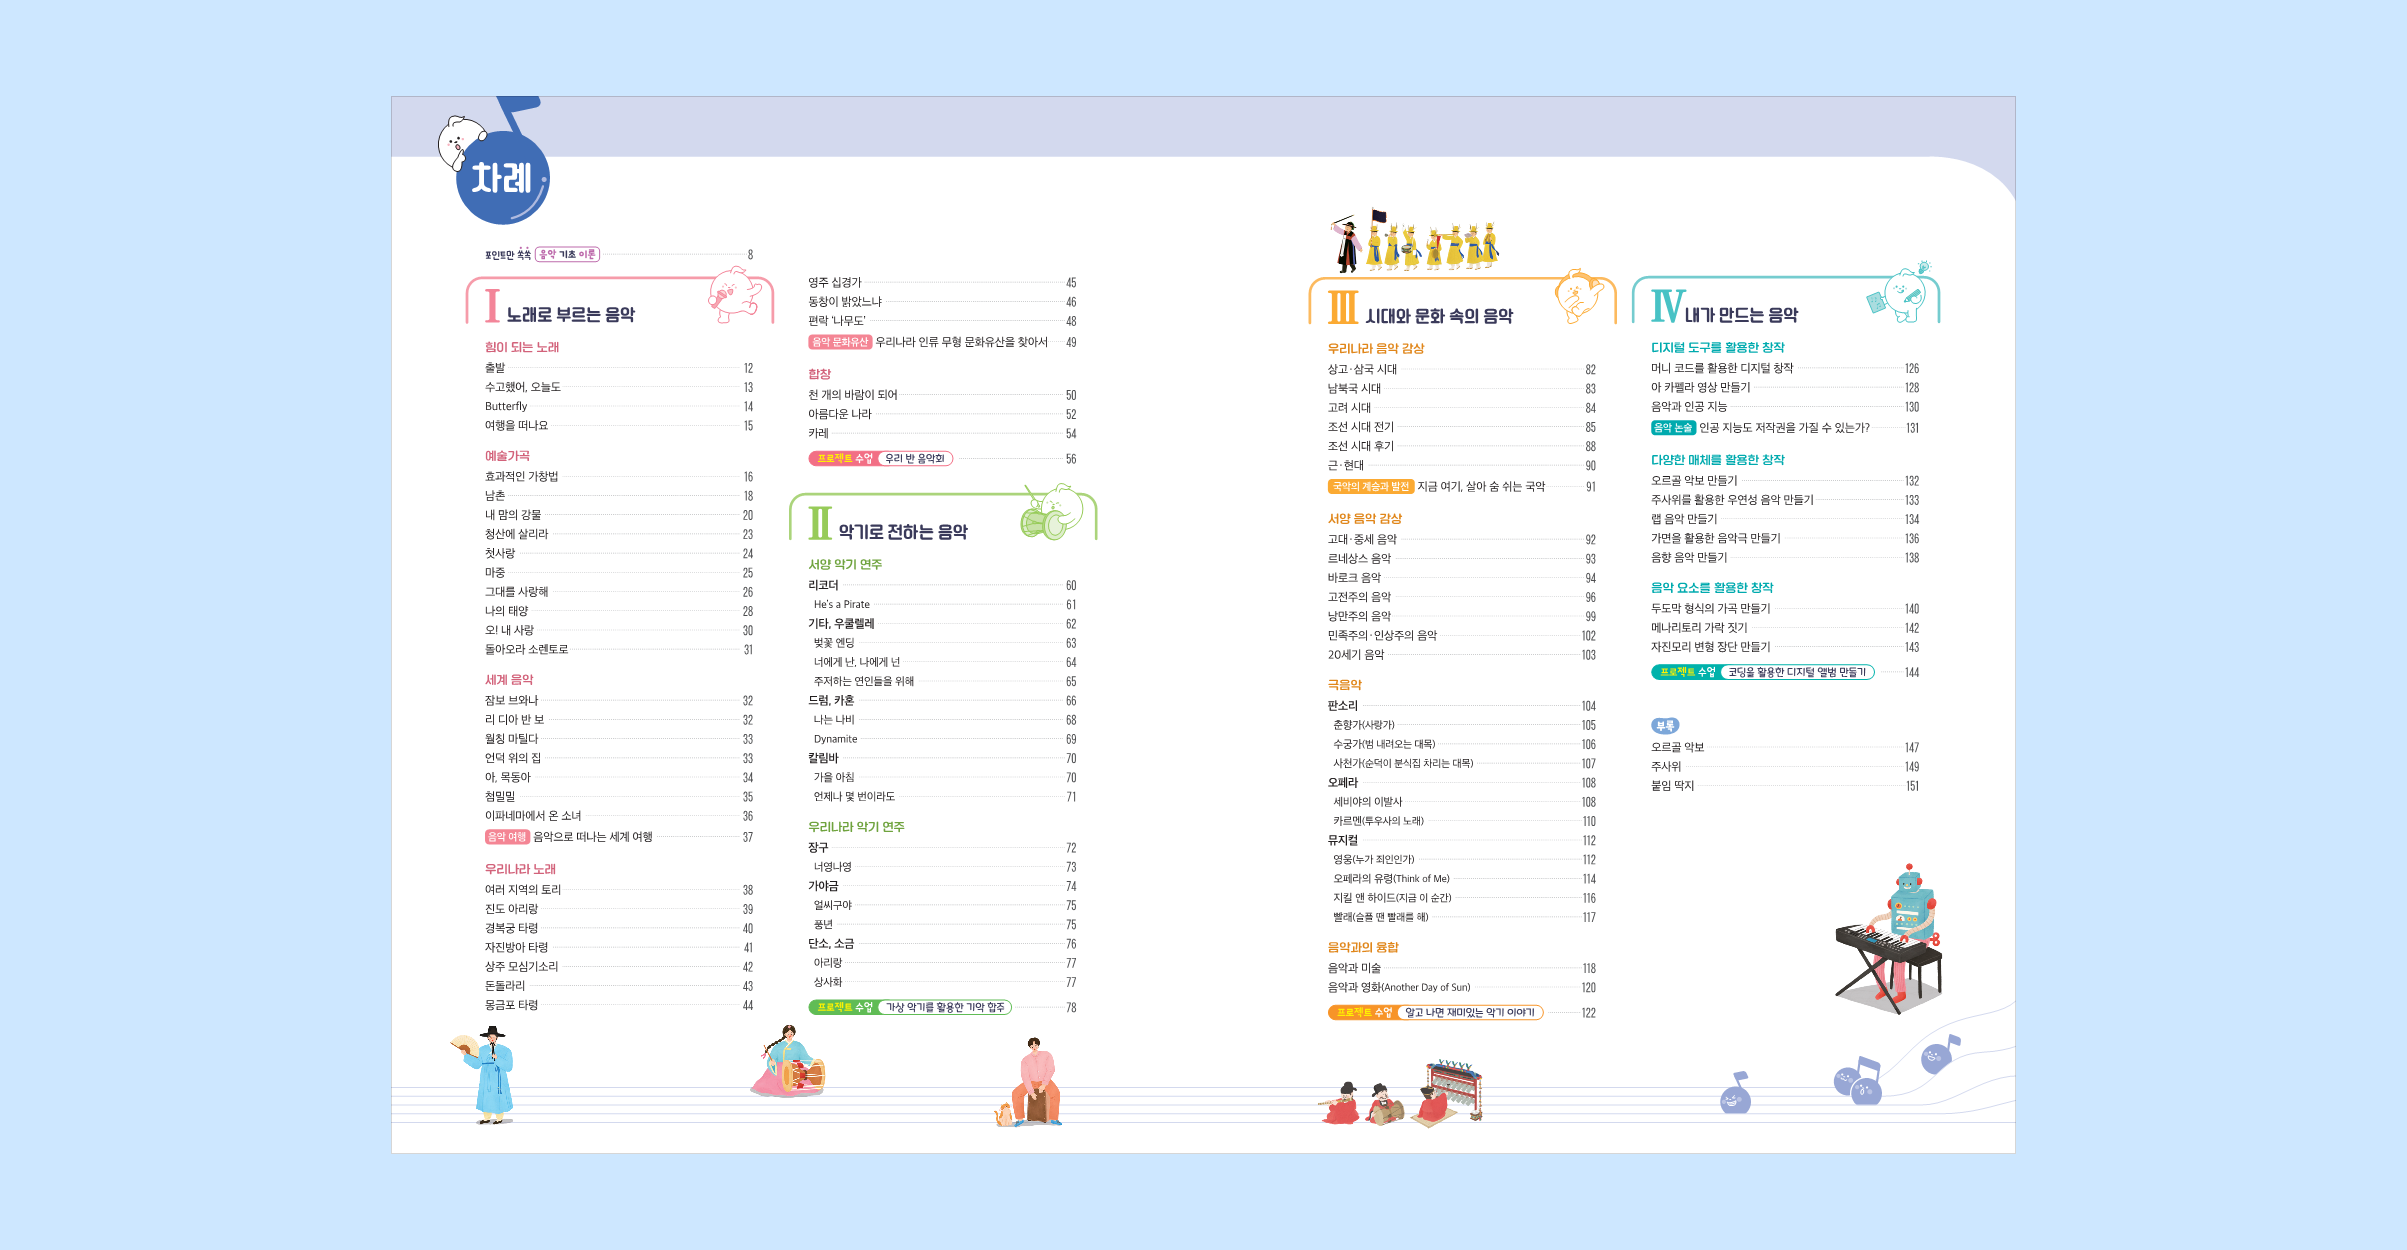 차례
포인트만 쏙쏙 음악 기초 이론 8
I 노래로 부르는 음악
힘이 되는 노래
출발 12
수고했어, 오늘도 13
Butterfly 14
여행을 떠나요 15
예술가곡
효과적인 가창법 16
남촌 18
내 맘의 강물 20
청산에 살리라 23
첫사랑 24
마중 25
그대를 사랑해 26
나의 태양 28
오! 내 사랑 30
돌아오라 소렌토로 31
세계 음악
잠보 브와나 32
리 디아 반 보 32
월칭 마틸다 33
언덕 위의 집 33
아, 목동아 34
첨밀밀 35
이파네마에서 온 소녀 36
음악 여행 음악으로 떠나는 세계 여행 37
우리나라 노래
여러 지역의 토리 38
진도 아리랑 39
경복궁 타령 40
자진방아 타령 41
상주 모심기소리 42
돈돌라리 43
몽금포 타령 44
영주 십경가 45
동창이 밝았느냐 46
편락 ‘나무도’ 48
음악 문화유산 우리나라 인류 무형 문화유산을 찾아서 49
합창
천 개의 바람이 되어 50
아름다운 나라 52
카레 54
프로젝트 수업 우리 반 음악회 56
II 악기로 전하는 음악
서양 악기 연주
리코더 60
He's a Pirate 61
기타, 우쿨렐레 62
벚꽃 엔딩 63
너에게 난, 나에게 넌 64
주저하는 연인들을 위해 65
드럼, 카혼 66
나는 나비 68
Dynamite 69
칼림바 70
가을 아침 70
언제나 몇 번이라도 71
우리나라 악기 연주
장구 72
너영나영 73
가야금 74
얼씨구야 75
풍년 75
단소, 소금 76
아리랑 77
상사화 77
프로젝트 수업 가상 악기를 활용한 기악 합주 78
III 시대와 문화 속의 음악
우리나라 음악 감상
상고·삼국 시대 82
남북국 시대 83
고려 시대 84
조선 시대 전기 85
조선 시대 후기 88
근·현대 90
국악의 계승과 발전 지금 여기, 살아 숨 쉬는 국악 91
서양 음악 감상
고대·중세 음악 92
르네상스 음악 93
바로크 음악 94
고전주의 음악 96
낭만주의 음악 99
민족주의·인상주의 음악 102
20세기 음악 103
극음악
판소리 104
춘향가(사랑가) 105
수궁가(범 내려오는 대목) 106
사천가(순덕이 분식집 차리는 대목) 107
오페라 108
세비야의 이발사 108
카르멘(투우사의 노래) 110
뮤지컬 112
영웅(누가 죄인인가) 112
오페라의 유령(Think of Me) 114
지킬 앤 하이드(지금 이 순간) 116
빨래(슬플 땐 빨래를 해) 117
음악과의 융합
음악과 미술 118
음악과 영화(Another Day of Sun) 120
프로젝트 수업 알고 나면 재미있는 악기 이야기 122
IV 내가 만드는 음악
디지털 도구를 활용한 창작
머니 코드를 활용한 디지털 창작 126
아 카펠라 영상 만들기 128
음악과 인공 지능 130
음악 논술 인공 지능도 저작권을 가질 수 있는가? 131
다양한 매체를 활용한 창작
오르골 악보 만들기 132
주사위를 활용한 우연성 음악 만들기 133
랩 음악 만들기 134
가면을 활용한 음악극 만들기 136
음향 음악 만들기 138
음악 요소를 활용한 창작
두도막 형식의 가곡 만들기 140
메나리토리 가락 짓기 142
자진모리 변형 장단 만들기 143
프로젝트 수업 코딩을 활용한 디지털 앨범 만들기 144
부록
오르골 악보 147
주사위 149
붙임 딱지 151